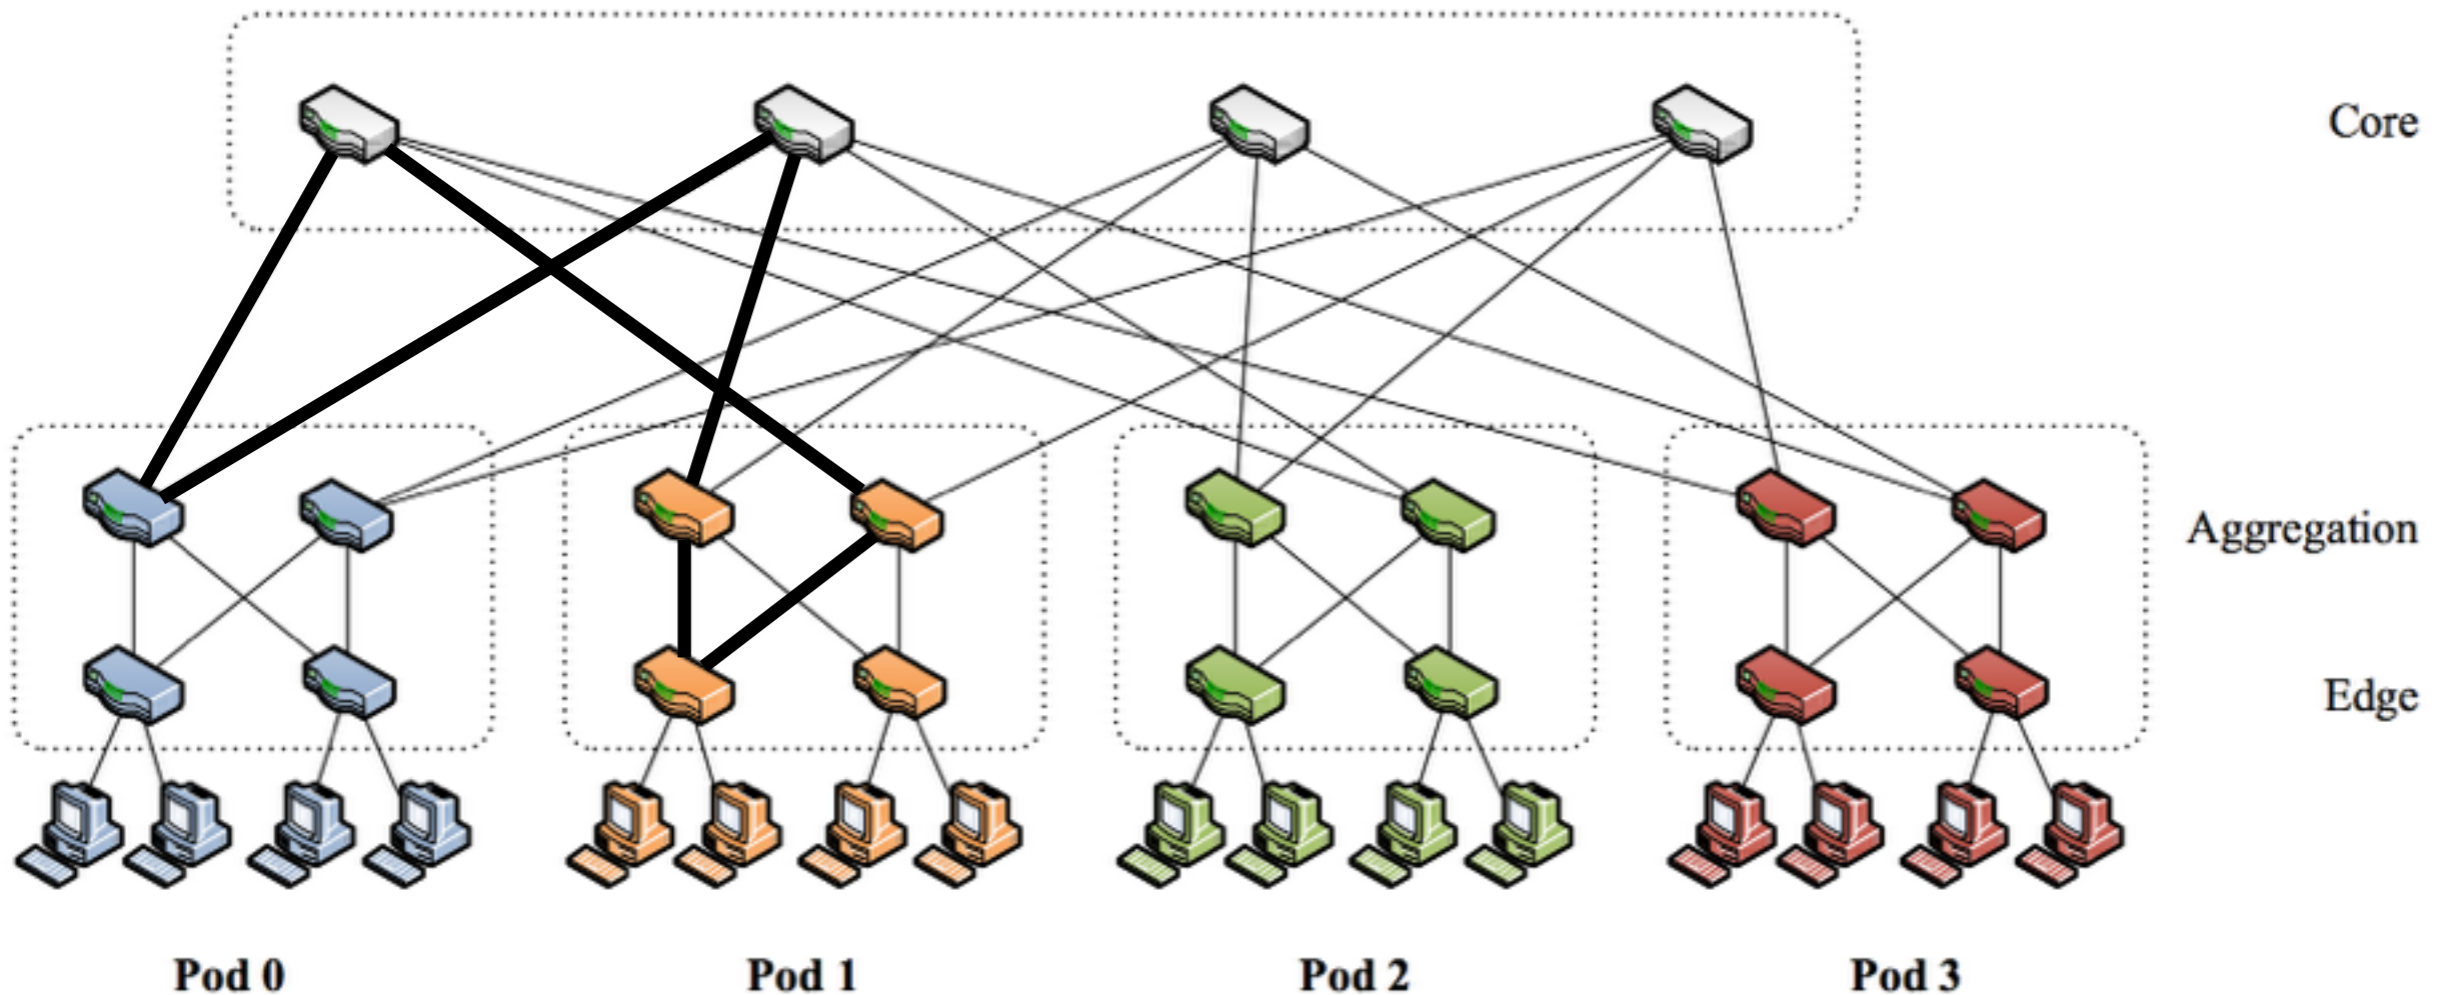 Core
Aggregation
Edge
Pod 0
Pod 1
Pod 2
Pod 3